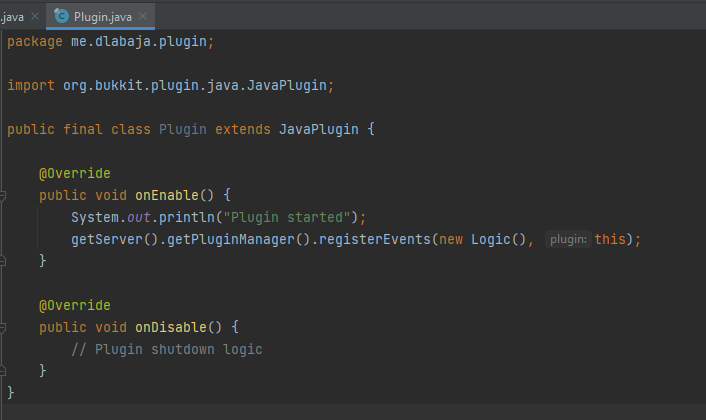 .java Plugin.java
package me.dlabaja.plugin;
import org.bukkit.plugin.java.JavaPlugin;
public final class Plugin extends JavaPlugin {
@Override
public void onEnable() {
System.out.println("Plugin started");
getServer().getPluginManager().registerEvents(new Logic(), plugin: this);
}
@Override
public void onDisable() {
// Plugin shutdown logic
}
}